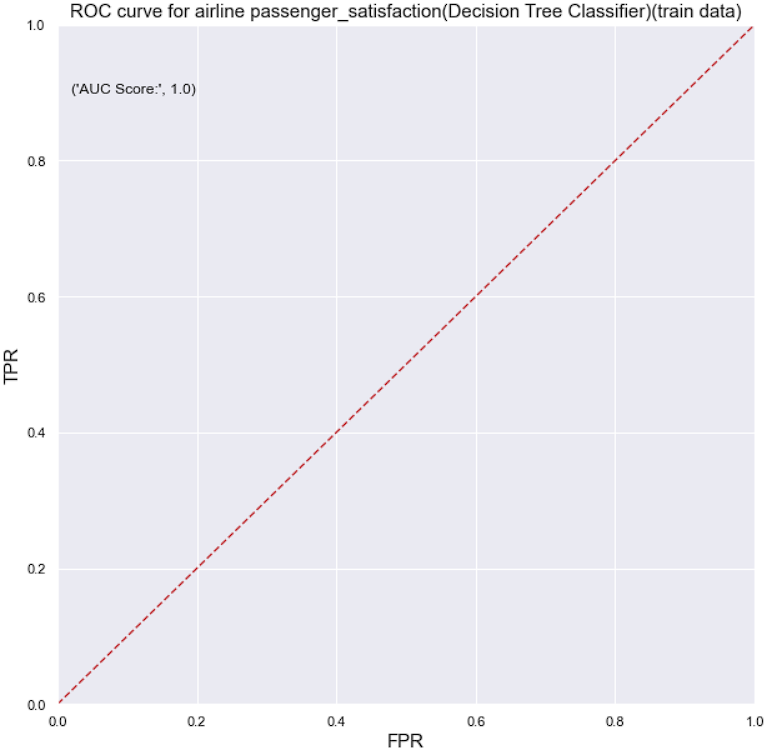 ROC curve for airline passenger_satisfaction(Decision Tree Classifier)(train data)
1.0
('AUC Score:', 1.0)
0.8
0.6
TPR
0.4
0.2
0.0
0.0 0.2 0.4 0.6 0.8 1.0
FPR